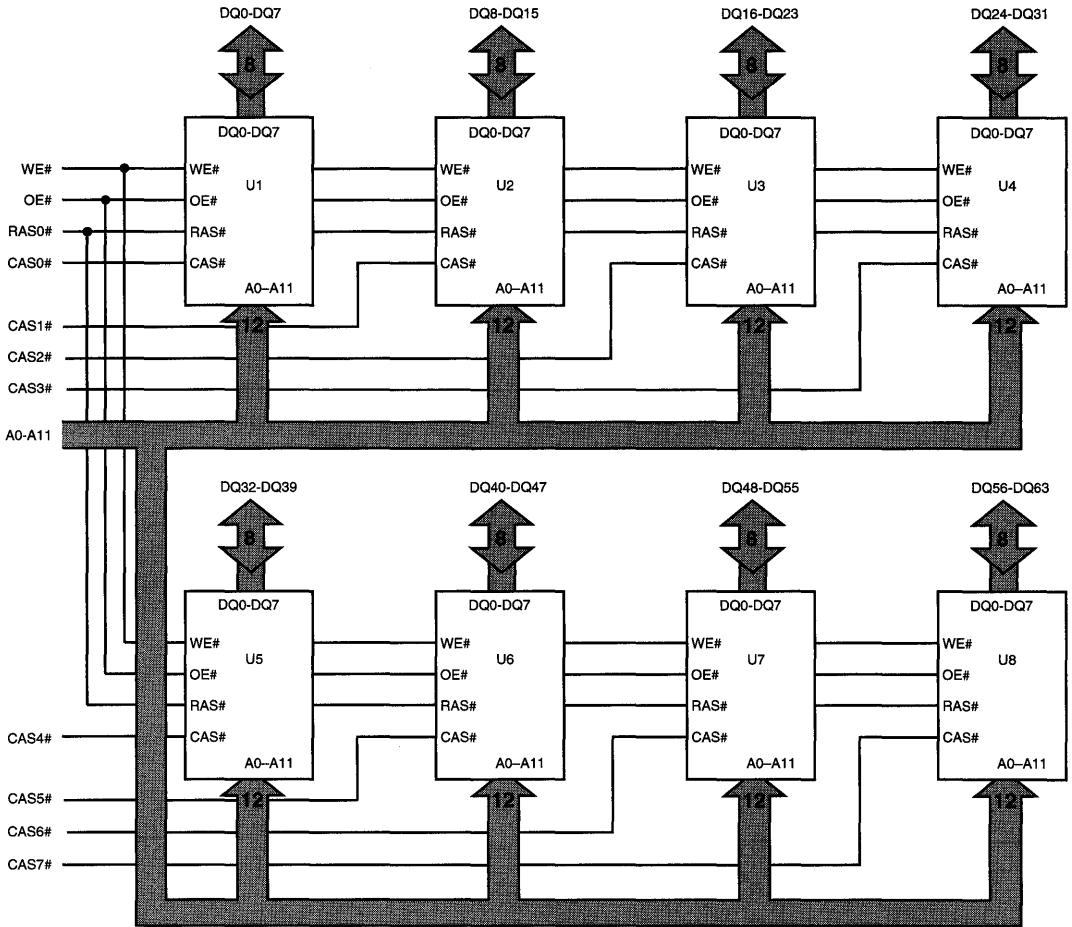 DQ0-DQ7 DQ8-DQ15 DQ16-DQ23 DQ24-DQ31
8 8 8 8
DQ0-DQ7 DQ0-DQ7 DQ0-DQ7 DQ0-DQ7
WE# WE# WE# WE# WE#
U1 U2 U3 U4
OE# OE# OE# OE# OE#
RAS0# RAS# RAS# RAS# RAS#
CAS0# CAS# CAS# CAS# CAS#
A0–A11 A0–A11 A0–A11 A0–A11
CAS1# 12 12 12 12
CAS2#
CAS3#
A0-A11
DQ32-DQ39 DQ40-DQ47 DQ48-DQ55 DQ56-DQ63
8 8 8 8
DQ0-DQ7 DQ0-DQ7 DQ0-DQ7 DQ0-DQ7
WE# WE# WE# WE#
U5 U6 U7 U8
OE# OE# OE# OE#
RAS# RAS# RAS# RAS#
CAS4# CAS# CAS# CAS# CAS#
A0–A11 A0–A11 A0–A11 A0–A11
CAS5# 12 12 12 12
CAS6#
CAS7#